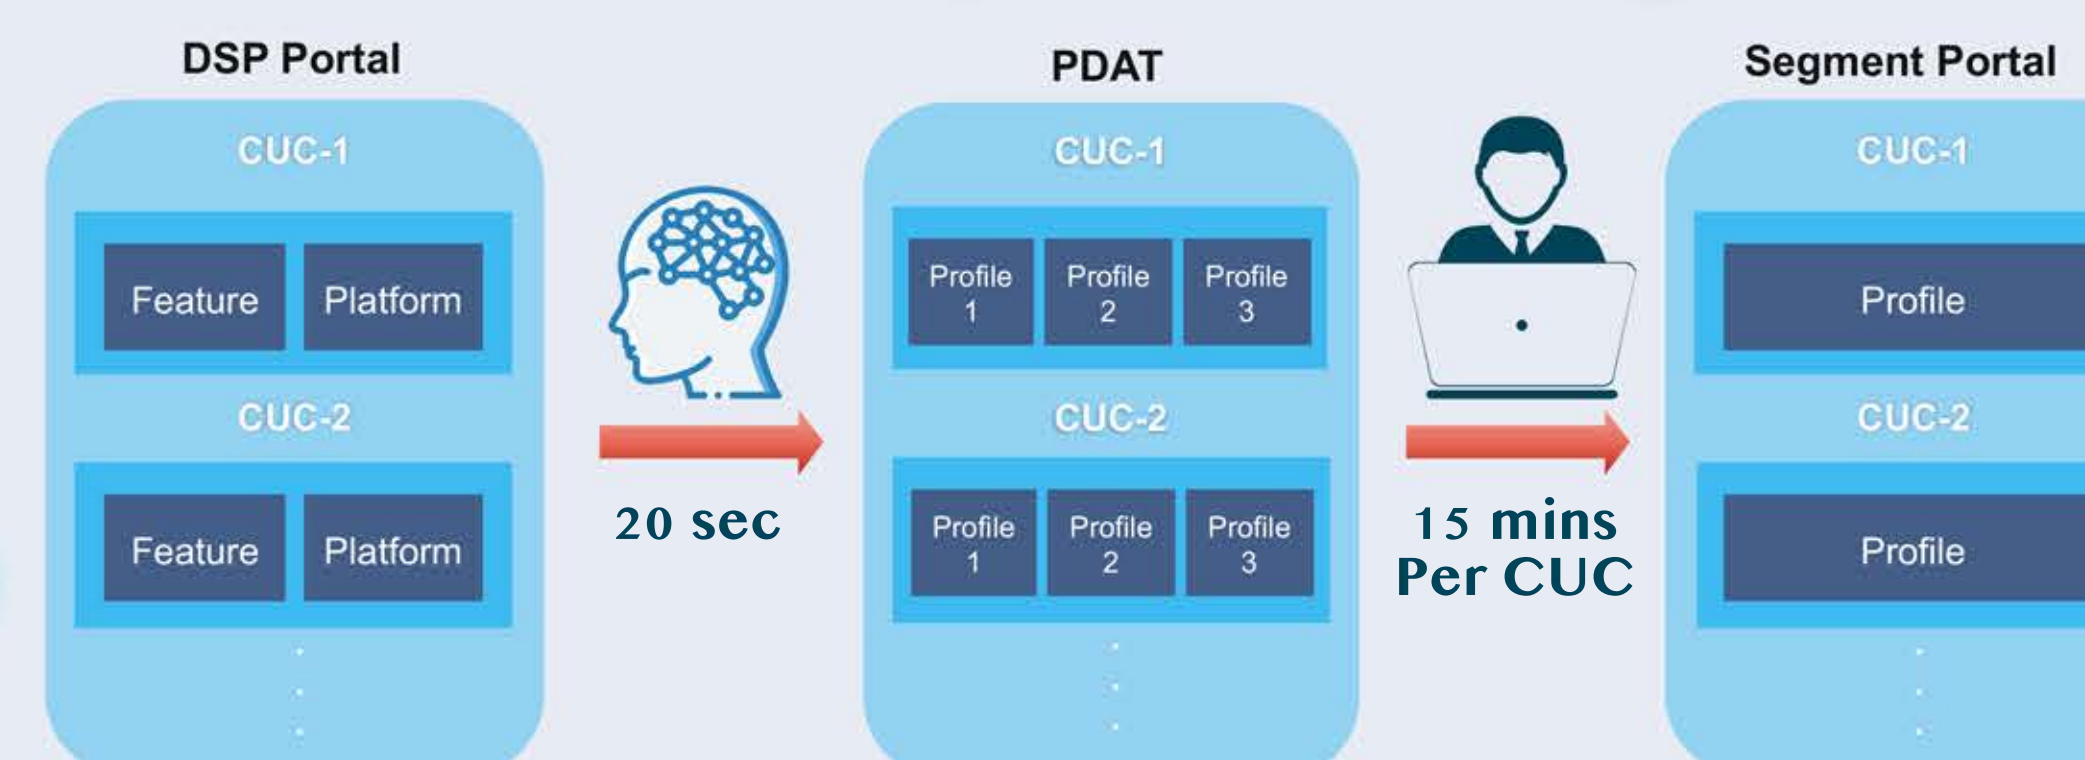 DSP Portal
CUC-1
Feature
Platform
CUC-2
Feature
Platform
20 sec
PDAT
CUC-1
Profile
1
Profile
2
Profile
3
CUC-2
Profile
1
Profile
2
Profile
3
15 mins
Per CUC
Segment Portal
CUC-1
Profile
CUC-2
Profile